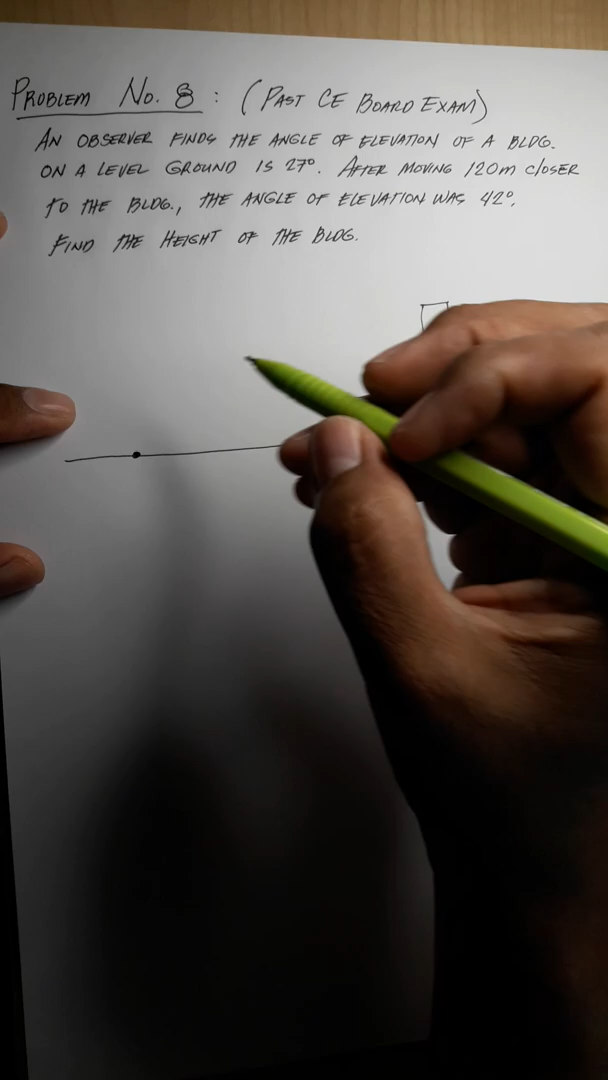 PROBLEM NO. 8 : (PAST CE BOARD EXAM)
AN OBSERVER FINDS THE ANGLE OF ELEVATION OF A BLDG.
ON A LEVEL GROUND IS 27°. AFTER MOVING 120m CLOSER
TO THE BLDG., THE ANGLE OF ELEVATION WAS 42°.
FIND THE HEIGHT OF THE BLDG.